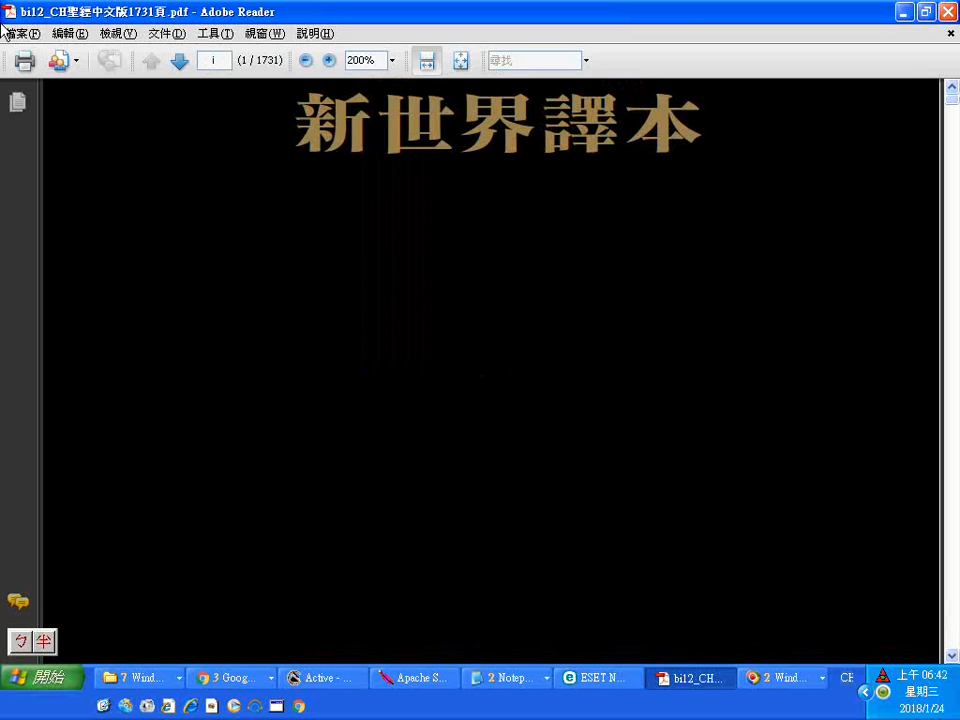 bi12_CH聖經中文版1731頁.pdf - Adobe Reader
檔案(F) 編輯(E) 檢視(V) 文件(D) 工具(T) 視窗(W) 說明(H)
i (1 / 1731) 200% 尋找
新世界譯本
ㄅ 半
開始 7 Wind... 3 Goog... Active - ... Apache S... 2 Notep... ESET N... bi12_CH... 2 Wind... CH
上午 06:42
星期三
2018/1/24